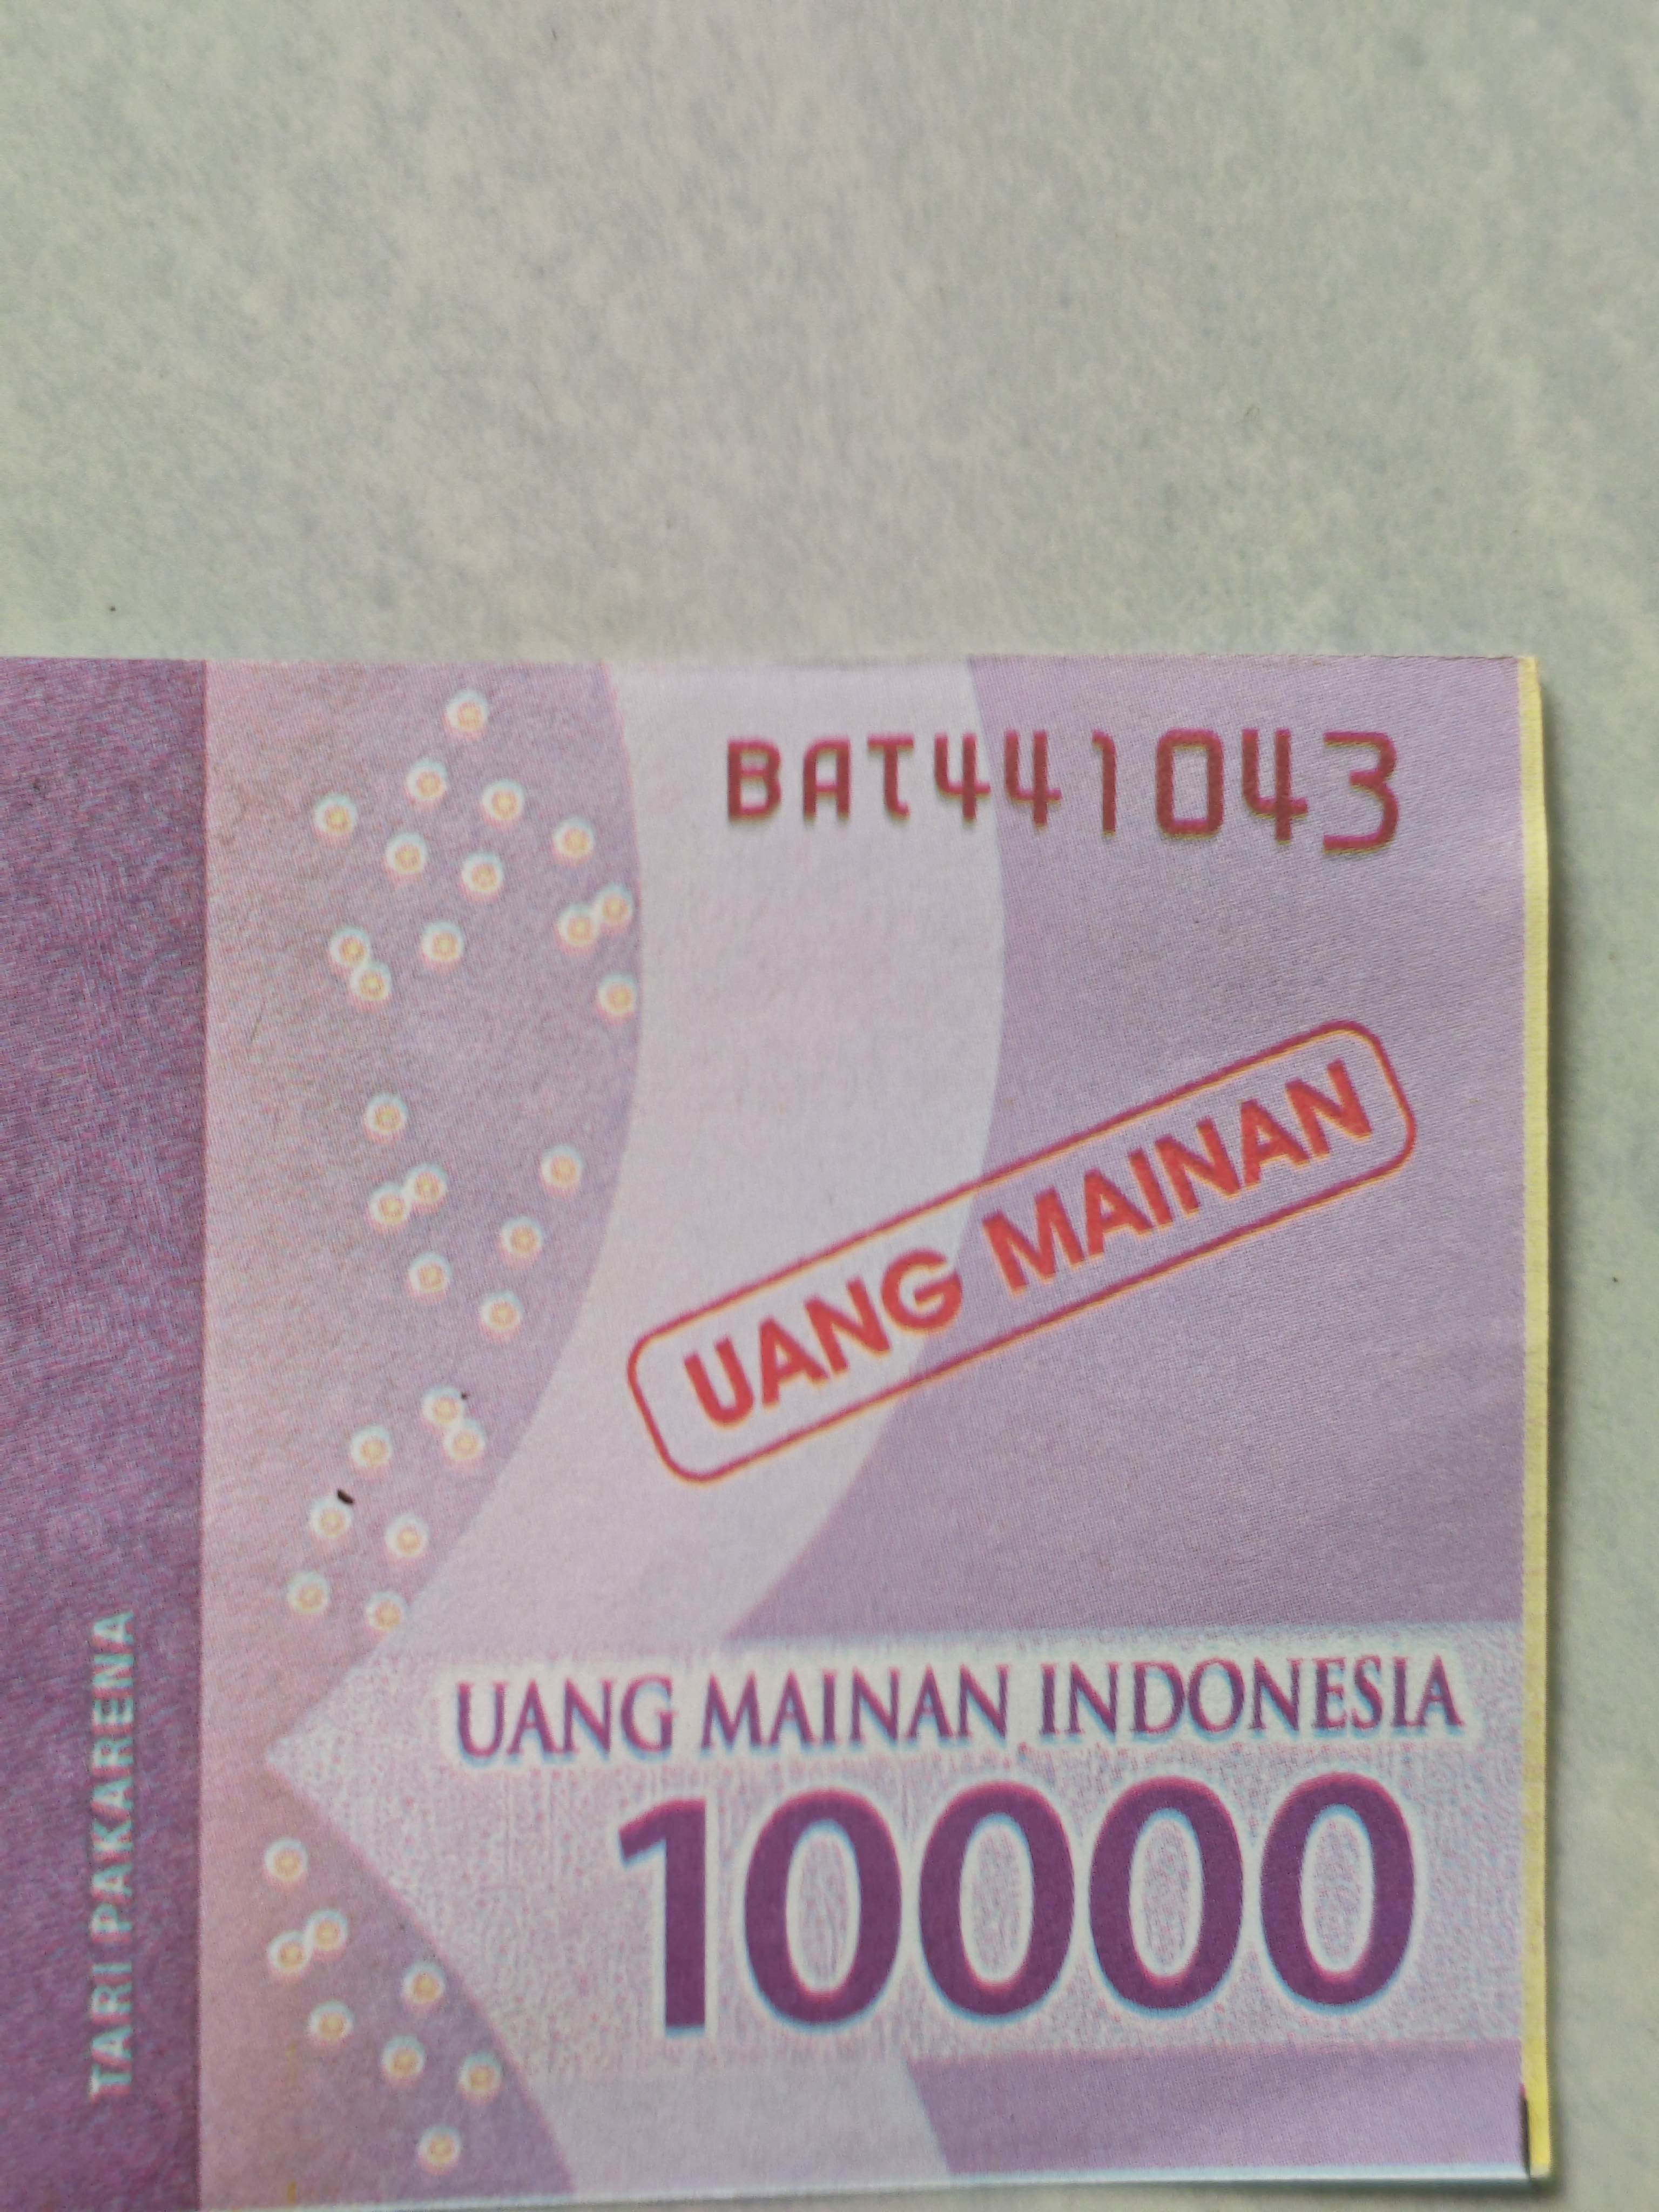 BAT441043
UANG MAINAN
UANG MAINAN INDONESIA
10000
TARI PAKARENA